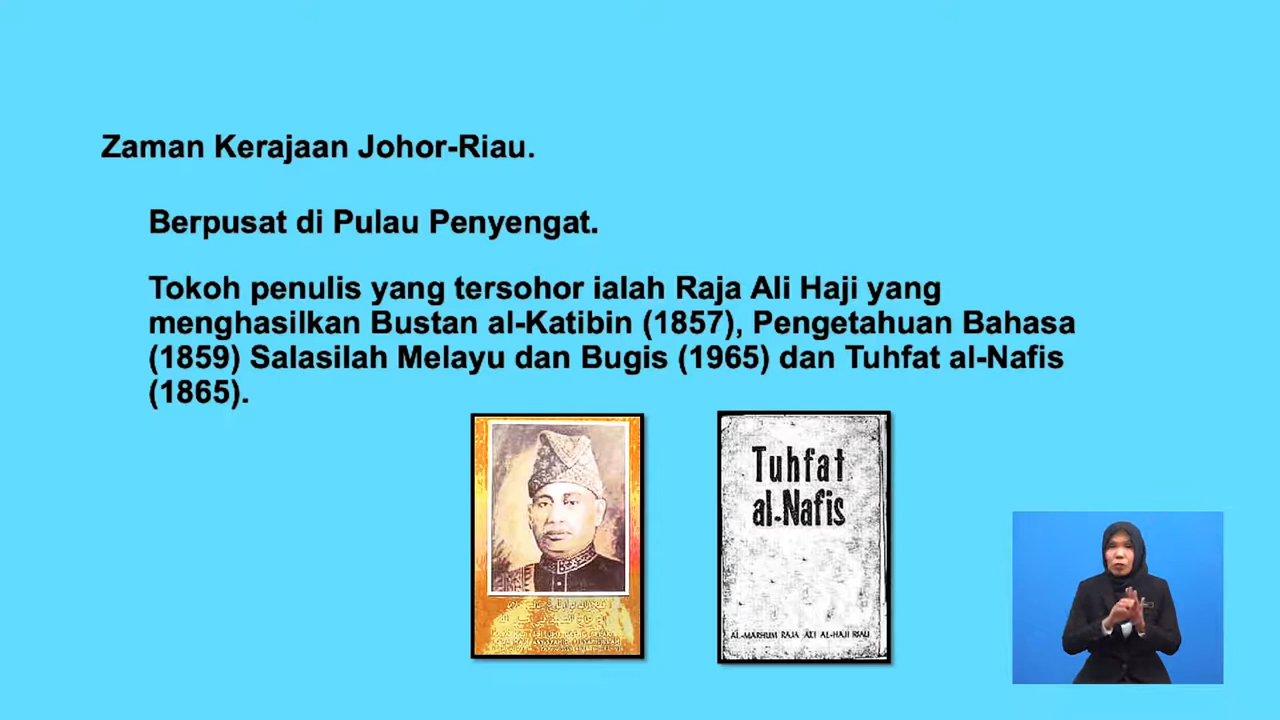 Zaman Kerajaan Johor-Riau.
Berpusat di Pulau Penyengat.
Tokoh penulis yang tersohor ialah Raja Ali Haji yang
menghasilkan Bustan al-Katibin (1857), Pengetahuan Bahasa
(1859) Salasilah Melayu dan Bugis (1965) dan Tuhfat al-Nafis
(1865).
Tuhfat
al-Nafis
AL-MARHUM RAJA ALI AL-HAJI RIAU